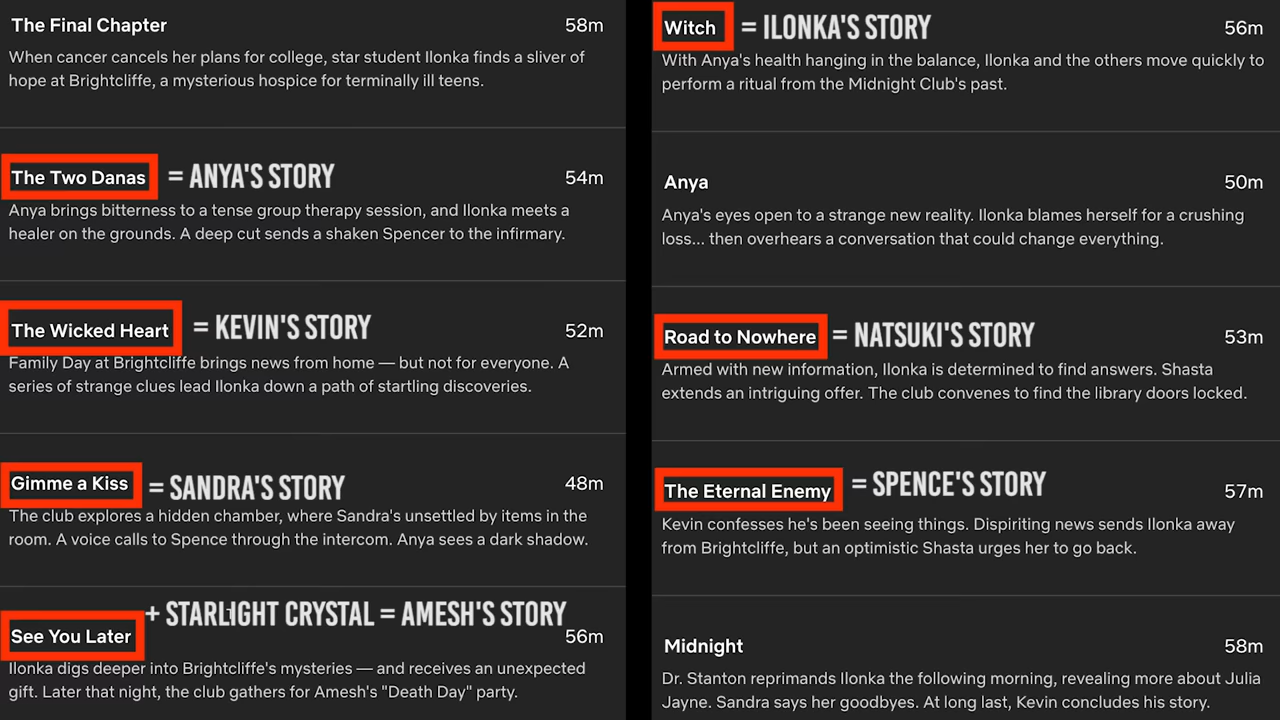 The Final Chapter 58m
When cancer cancels her plans for college, star student Ilonka finds a sliver of
hope at Brightcliffe, a mysterious hospice for terminally ill teens.
The Two Danas = ANYA'S STORY 54m
Anya brings bitterness to a tense group therapy session, and Ilonka meets a
healer on the grounds. A deep cut sends a shaken Spencer to the infirmary.
The Wicked Heart = KEVIN'S STORY 52m
Family Day at Brightcliffe brings news from home — but not for everyone. A
series of strange clues lead Ilonka down a path of startling discoveries.
Gimme a Kiss = SANDRA'S STORY 48m
The club explores a hidden chamber, where Sandra's unsettled by items in the
room. A voice calls to Spence through the intercom. Anya sees a dark shadow.
+ STARLIGHT CRYSTAL = AMESH'S STORY
See You Later 56m
Ilonka digs deeper into Brightcliffe's mysteries — and receives an unexpected
gift. Later that night, the club gathers for Amesh's "Death Day" party.
Witch = ILONKA'S STORY 56m
With Anya's health hanging in the balance, Ilonka and the others move quickly to
perform a ritual from the Midnight Club's past.
Anya 50m
Anya's eyes open to a strange new reality. Ilonka blames herself for a crushing
loss... then overhears a conversation that could change everything.
Road to Nowhere = NATSUKI'S STORY 53m
Armed with new information, Ilonka is determined to find answers. Shasta
extends an intriguing offer. The club convenes to find the library doors locked.
The Eternal Enemy = SPENCE'S STORY 57m
Kevin confesses he's been seeing things. Dispiriting news sends Ilonka away
from Brightcliffe, but an optimistic Shasta urges her to go back.
Midnight 58m
Dr. Stanton reprimands Ilonka the following morning, revealing more about Julia
Jayne. Sandra says her goodbyes. At long last, Kevin concludes his story.